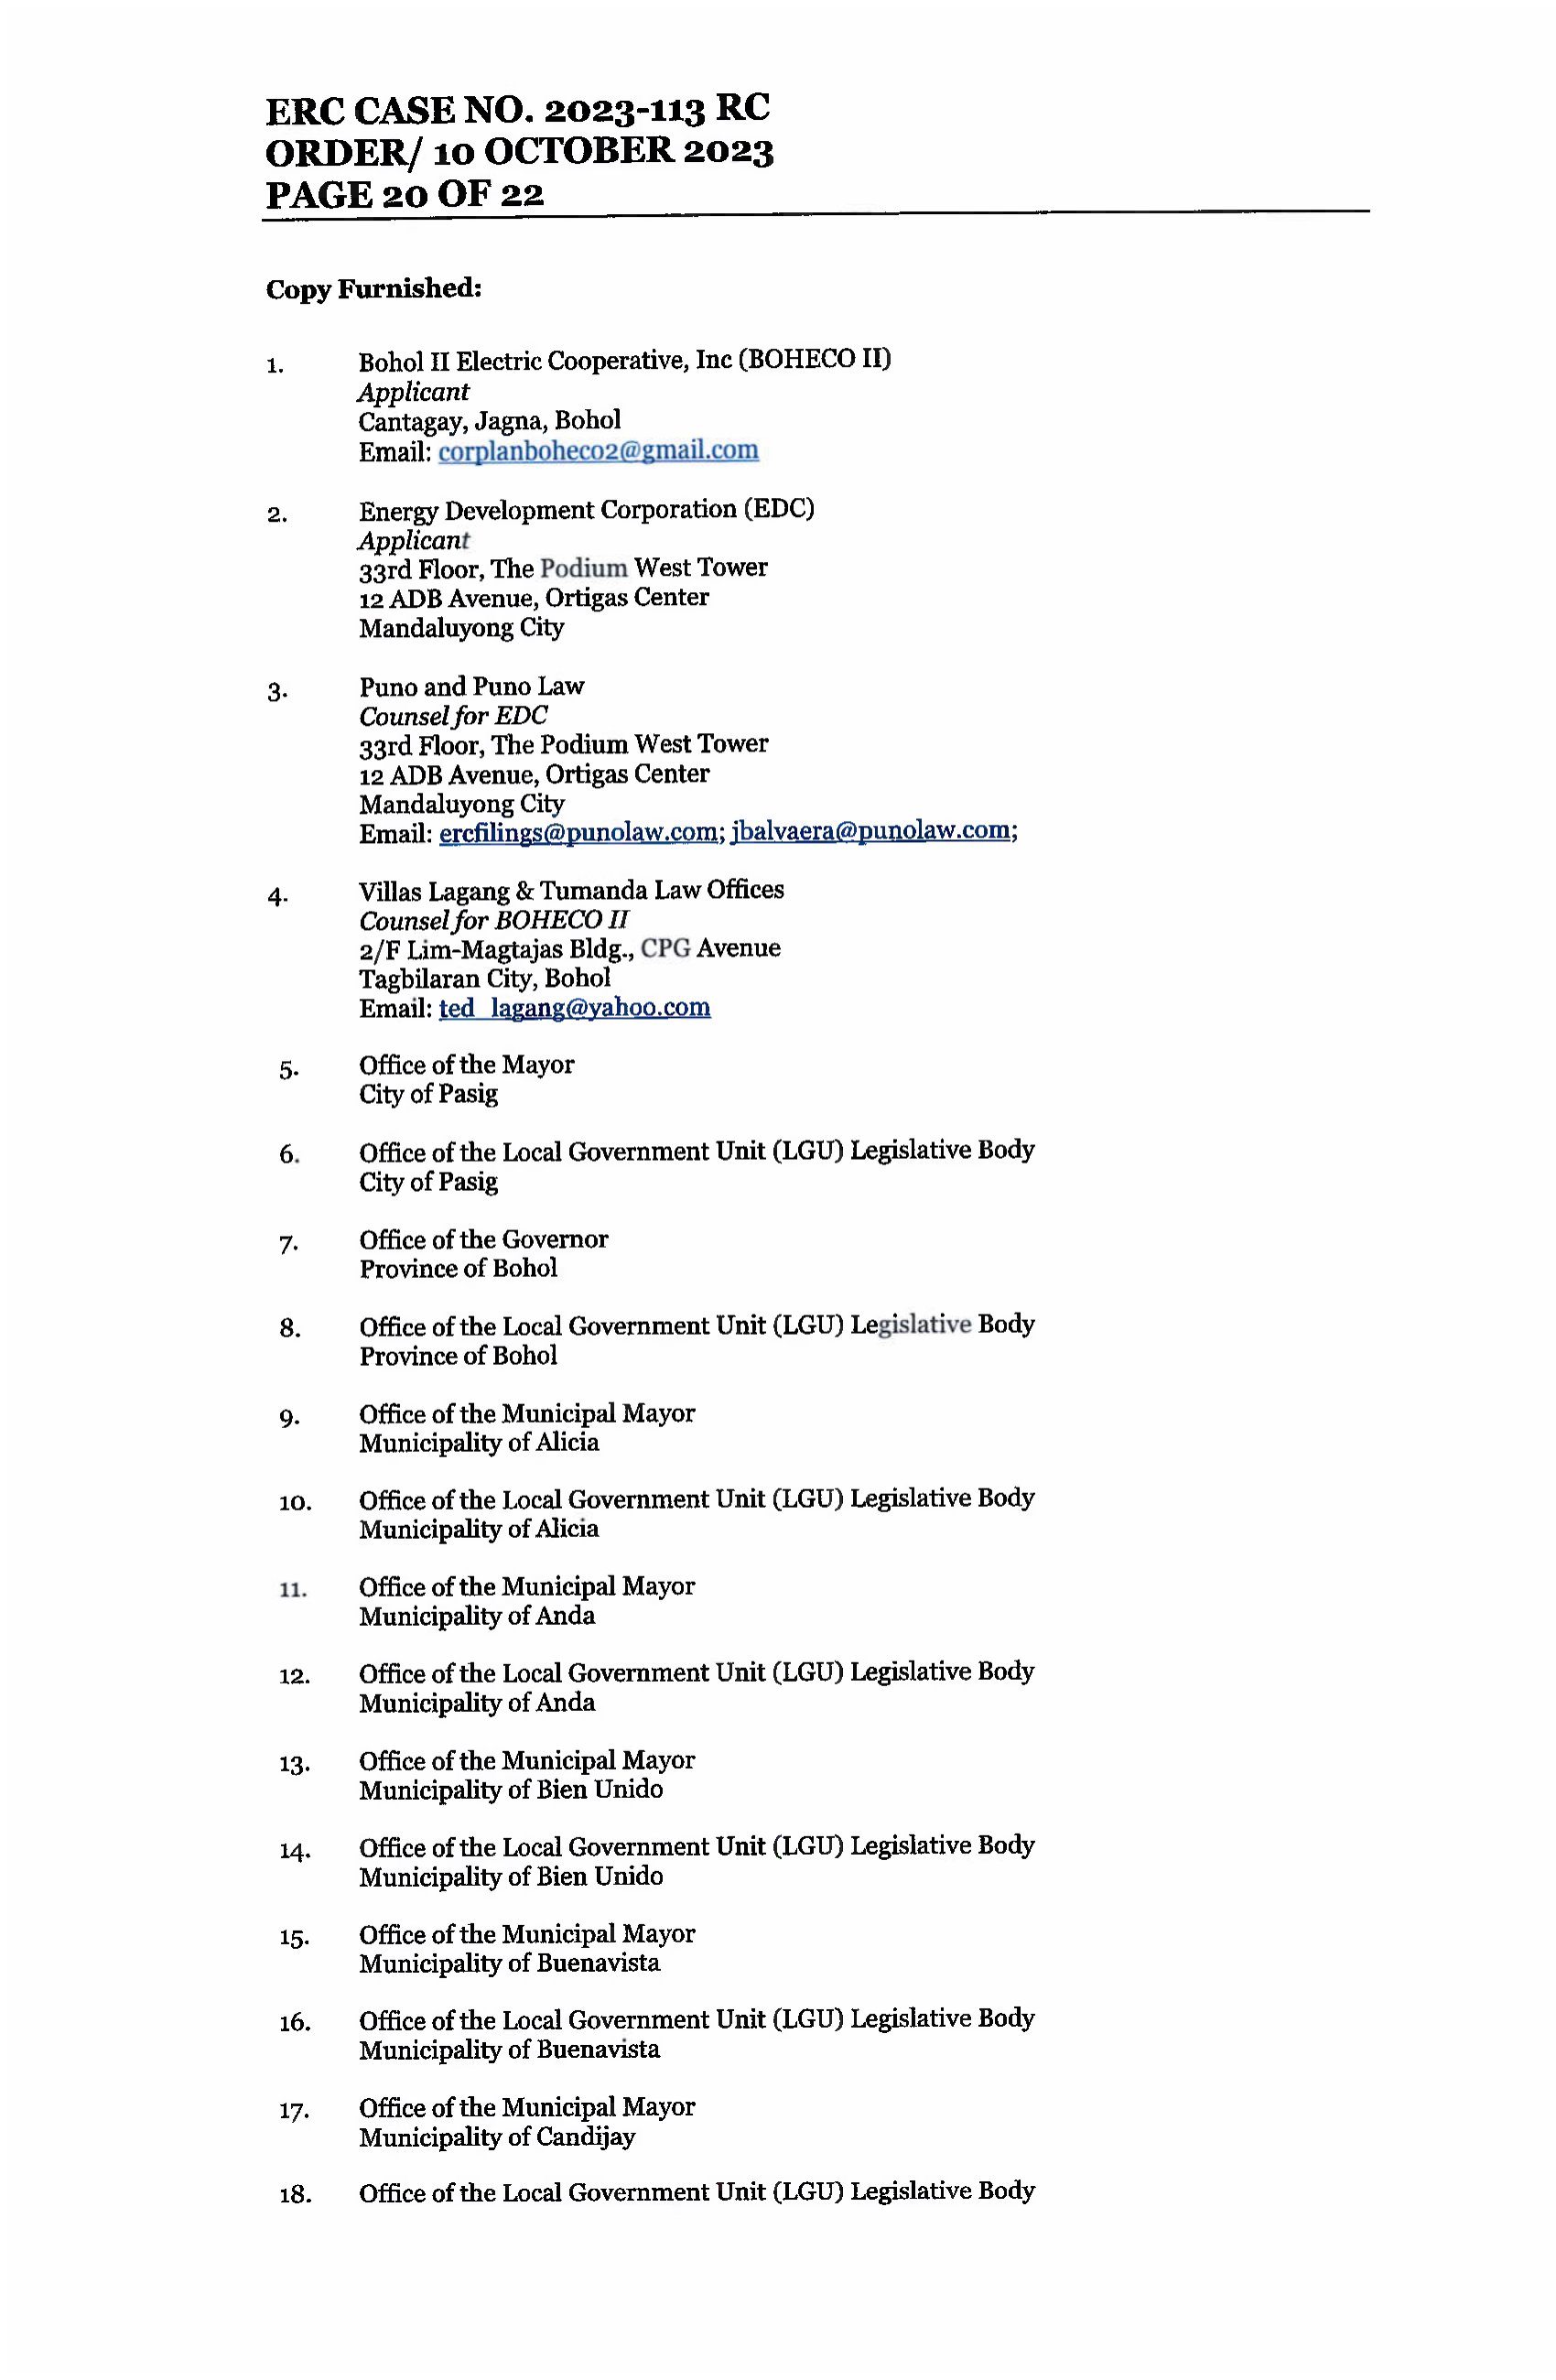 ERC CASE NO. 2023-113 RC
ORDER/ 10 OCTOBER 2023
PAGE 20 OF 22
Copy Furnished:
1. Bohol II Electric Cooperative, Inc (BOHECO II)
Applicant
Cantagay, Jagna, Bohol
Email: corplanboheco2@gmail.com
2. Energy Development Corporation (EDC)
Applicant
33rd Floor, The Podium West Tower
12 ADB Avenue, Ortigas Center
Mandaluyong City
3. Puno and Puno Law
Counsel for EDC
33rd Floor, The Podium West Tower
12 ADB Avenue, Ortigas Center
Mandaluyong City
Email: ercfilings@punolaw.com; jbalvaera@punolaw.com;
4. Villas Lagang & Tumanda Law Offices
Counsel for BOHECO II
2/F Lim-Magtajas Bldg., CPG Avenue
Tagbilaran City, Bohol
Email: ted_lagang@yahoo.com
5. Office of the Mayor
City of Pasig
6. Office of the Local Government Unit (LGU) Legislative Body
City of Pasig
7. Office of the Governor
Province of Bohol
8. Office of the Local Government Unit (LGU) Legislative Body
Province of Bohol
9. Office of the Municipal Mayor
Municipality of Alicia
10. Office of the Local Government Unit (LGU) Legislative Body
Municipality of Alicia
11. Office of the Municipal Mayor
Municipality of Anda
12. Office of the Local Government Unit (LGU) Legislative Body
Municipality of Anda
13. Office of the Municipal Mayor
Municipality of Bien Unido
14. Office of the Local Government Unit (LGU) Legislative Body
Municipality of Bien Unido
15. Office of the Municipal Mayor
Municipality of Buenavista
16. Office of the Local Government Unit (LGU) Legislative Body
Municipality of Buenavista
17. Office of the Municipal Mayor
Municipality of Candijay
18. Office of the Local Government Unit (LGU) Legislative Body